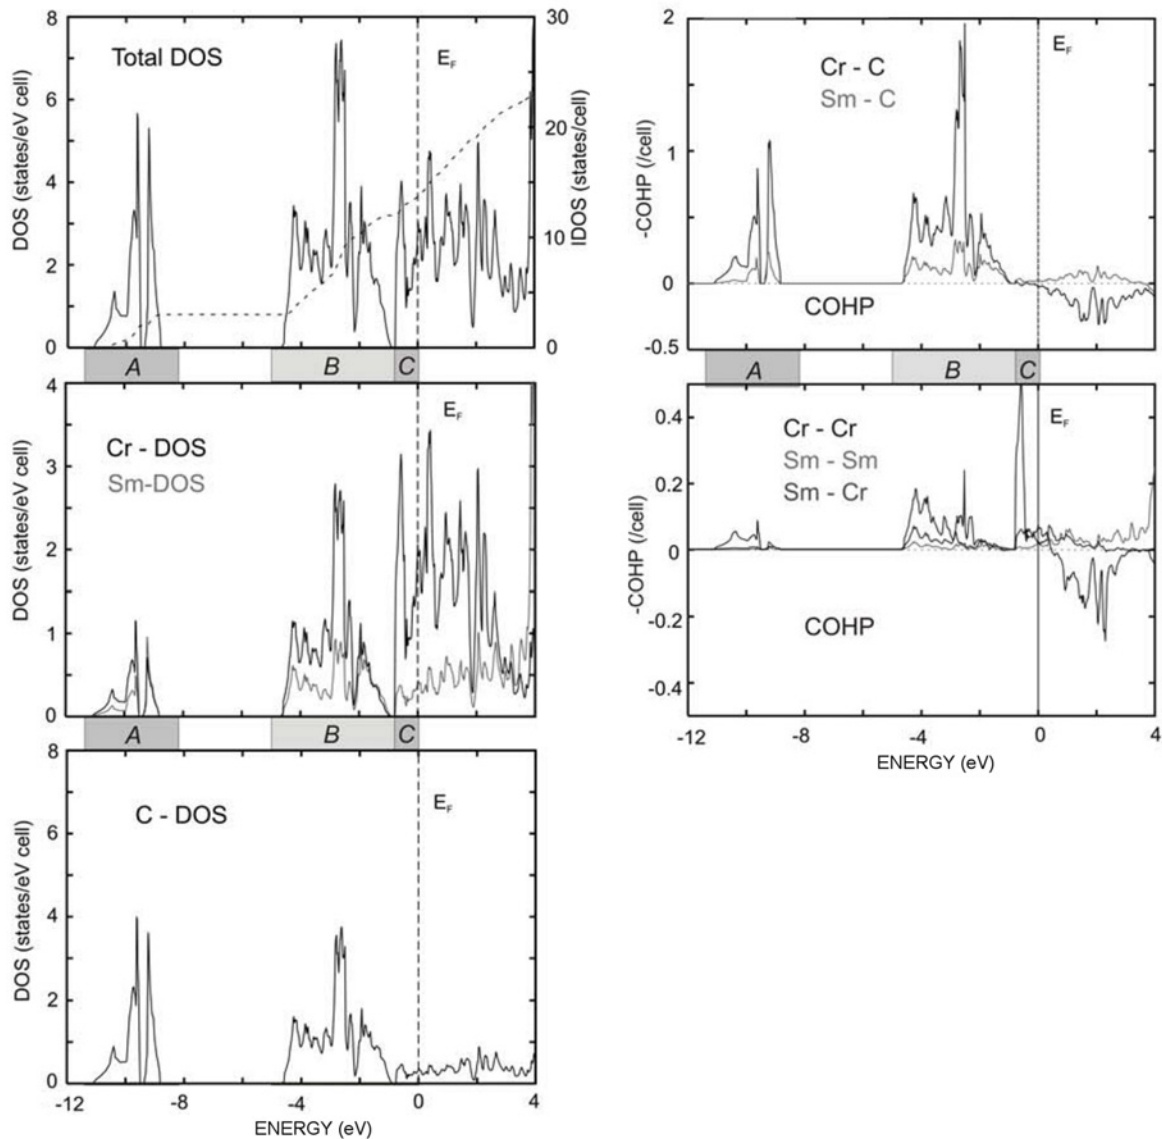 8
6
4
2
0
DOS (states/eV cell)
Total DOS
E_F
30
20
10
0
IDOS (states/cell)
A
B
C
4
3
2
1
0
DOS (states/eV cell)
Cr - DOS
Sm-DOS
E_F
A
B
C
8
6
4
2
0
DOS (states/eV cell)
C - DOS
E_F
-12
-8
-4
0
4
ENERGY (eV)
2
1
0
-0.5
-COHP (/cell)
Cr - C
Sm - C
E_F
COHP
A
B
C
0.4
0.2
0
-0.2
-0.4
-COHP (/cell)
Cr - Cr
Sm - Sm
Sm - Cr
E_F
COHP
-12
-8
-4
0
4
ENERGY (eV)